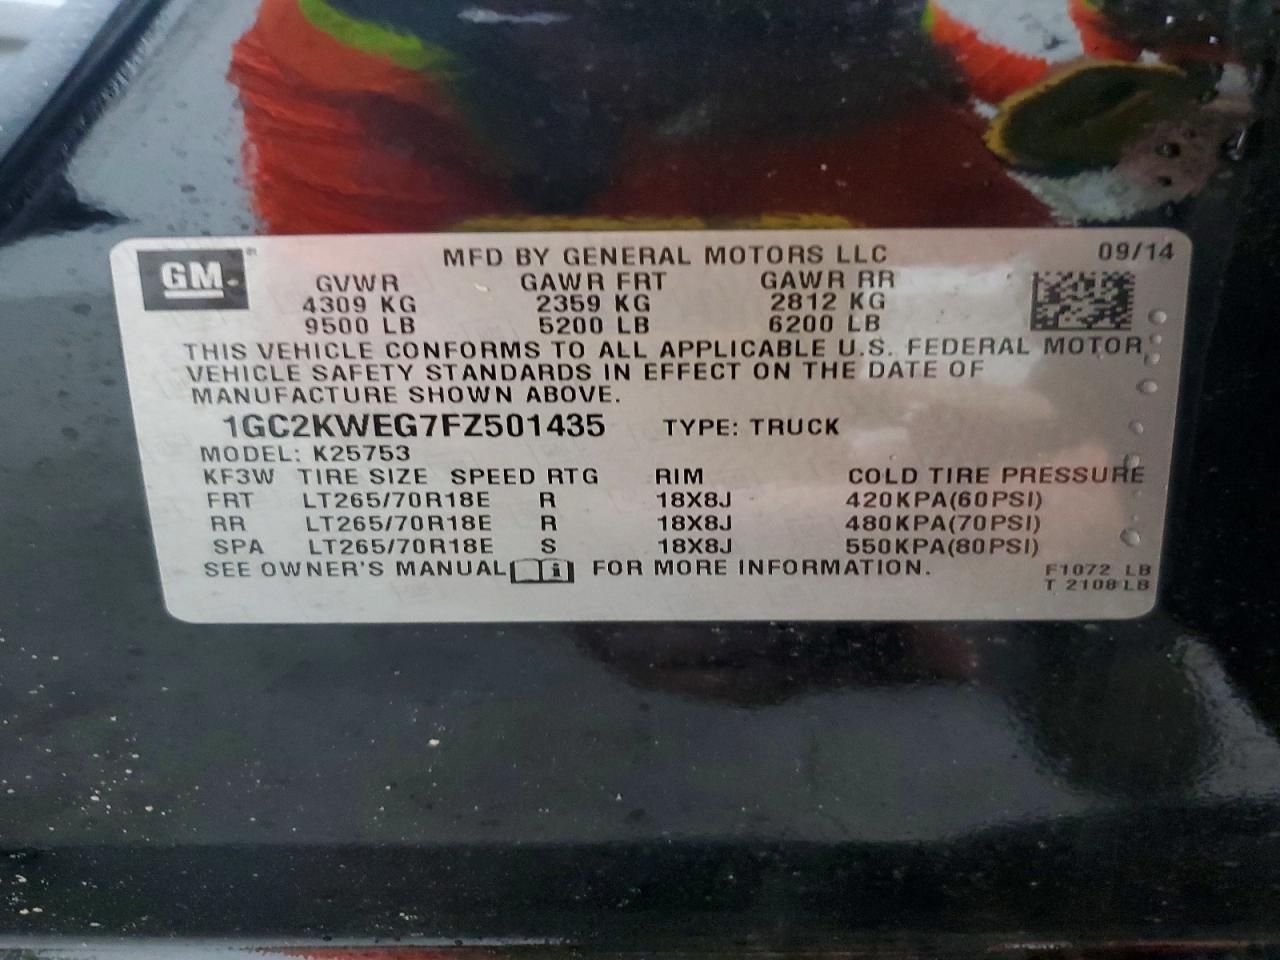 GM MFD BY GENERAL MOTORS LLC 09/14
GVWR GAWR FRT GAWR RR
4309 KG 2359 KG 2812 KG
9500 LB 5200 LB 6200 LB
THIS VEHICLE CONFORMS TO ALL APPLICABLE U.S. FEDERAL MOTOR
VEHICLE SAFETY STANDARDS IN EFFECT ON THE DATE OF
MANUFACTURE SHOWN ABOVE.
1GC2KWEG7FZ501435 TYPE: TRUCK
MODEL: K25753
KF3W TIRE SIZE SPEED RTG RIM COLD TIRE PRESSURE
FRT LT265/70R18E R 18X8J 420KPA(60PSI)
RR LT265/70R18E R 18X8J 480KPA(70PSI)
SPA LT265/70R18E S 18X8J 550KPA(80PSI)
SEE OWNER'S MANUAL i FOR MORE INFORMATION.
F1072 LB
T 2108 LB